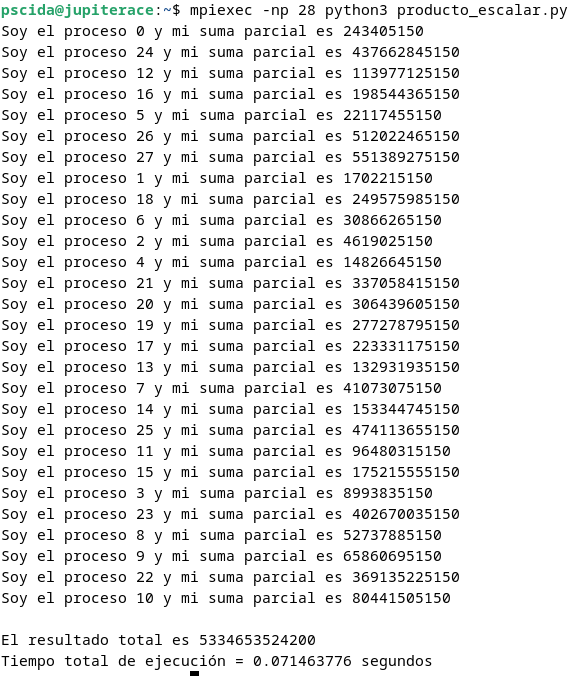 pscida@jupiterace:~$ mpiexec -np 28 python3 producto_escalar.py
Soy el proceso 0 y mi suma parcial es 243405150
Soy el proceso 24 y mi suma parcial es 437662845150
Soy el proceso 12 y mi suma parcial es 113977125150
Soy el proceso 16 y mi suma parcial es 198544365150
Soy el proceso 5 y mi suma parcial es 22117455150
Soy el proceso 26 y mi suma parcial es 512022465150
Soy el proceso 27 y mi suma parcial es 551389275150
Soy el proceso 1 y mi suma parcial es 1702215150
Soy el proceso 18 y mi suma parcial es 249575985150
Soy el proceso 6 y mi suma parcial es 30866265150
Soy el proceso 2 y mi suma parcial es 4619025150
Soy el proceso 4 y mi suma parcial es 14826645150
Soy el proceso 21 y mi suma parcial es 337058415150
Soy el proceso 20 y mi suma parcial es 306439605150
Soy el proceso 19 y mi suma parcial es 277278795150
Soy el proceso 17 y mi suma parcial es 223331175150
Soy el proceso 13 y mi suma parcial es 132931935150
Soy el proceso 7 y mi suma parcial es 41073075150
Soy el proceso 14 y mi suma parcial es 153344745150
Soy el proceso 25 y mi suma parcial es 474113655150
Soy el proceso 11 y mi suma parcial es 96480315150
Soy el proceso 15 y mi suma parcial es 175215555150
Soy el proceso 3 y mi suma parcial es 8993835150
Soy el proceso 23 y mi suma parcial es 402670035150
Soy el proceso 8 y mi suma parcial es 52737885150
Soy el proceso 9 y mi suma parcial es 65860695150
Soy el proceso 22 y mi suma parcial es 369135225150
Soy el proceso 10 y mi suma parcial es 80441505150
El resultado total es 5334653524200
Tiempo total de ejecución = 0.071463776 segundos